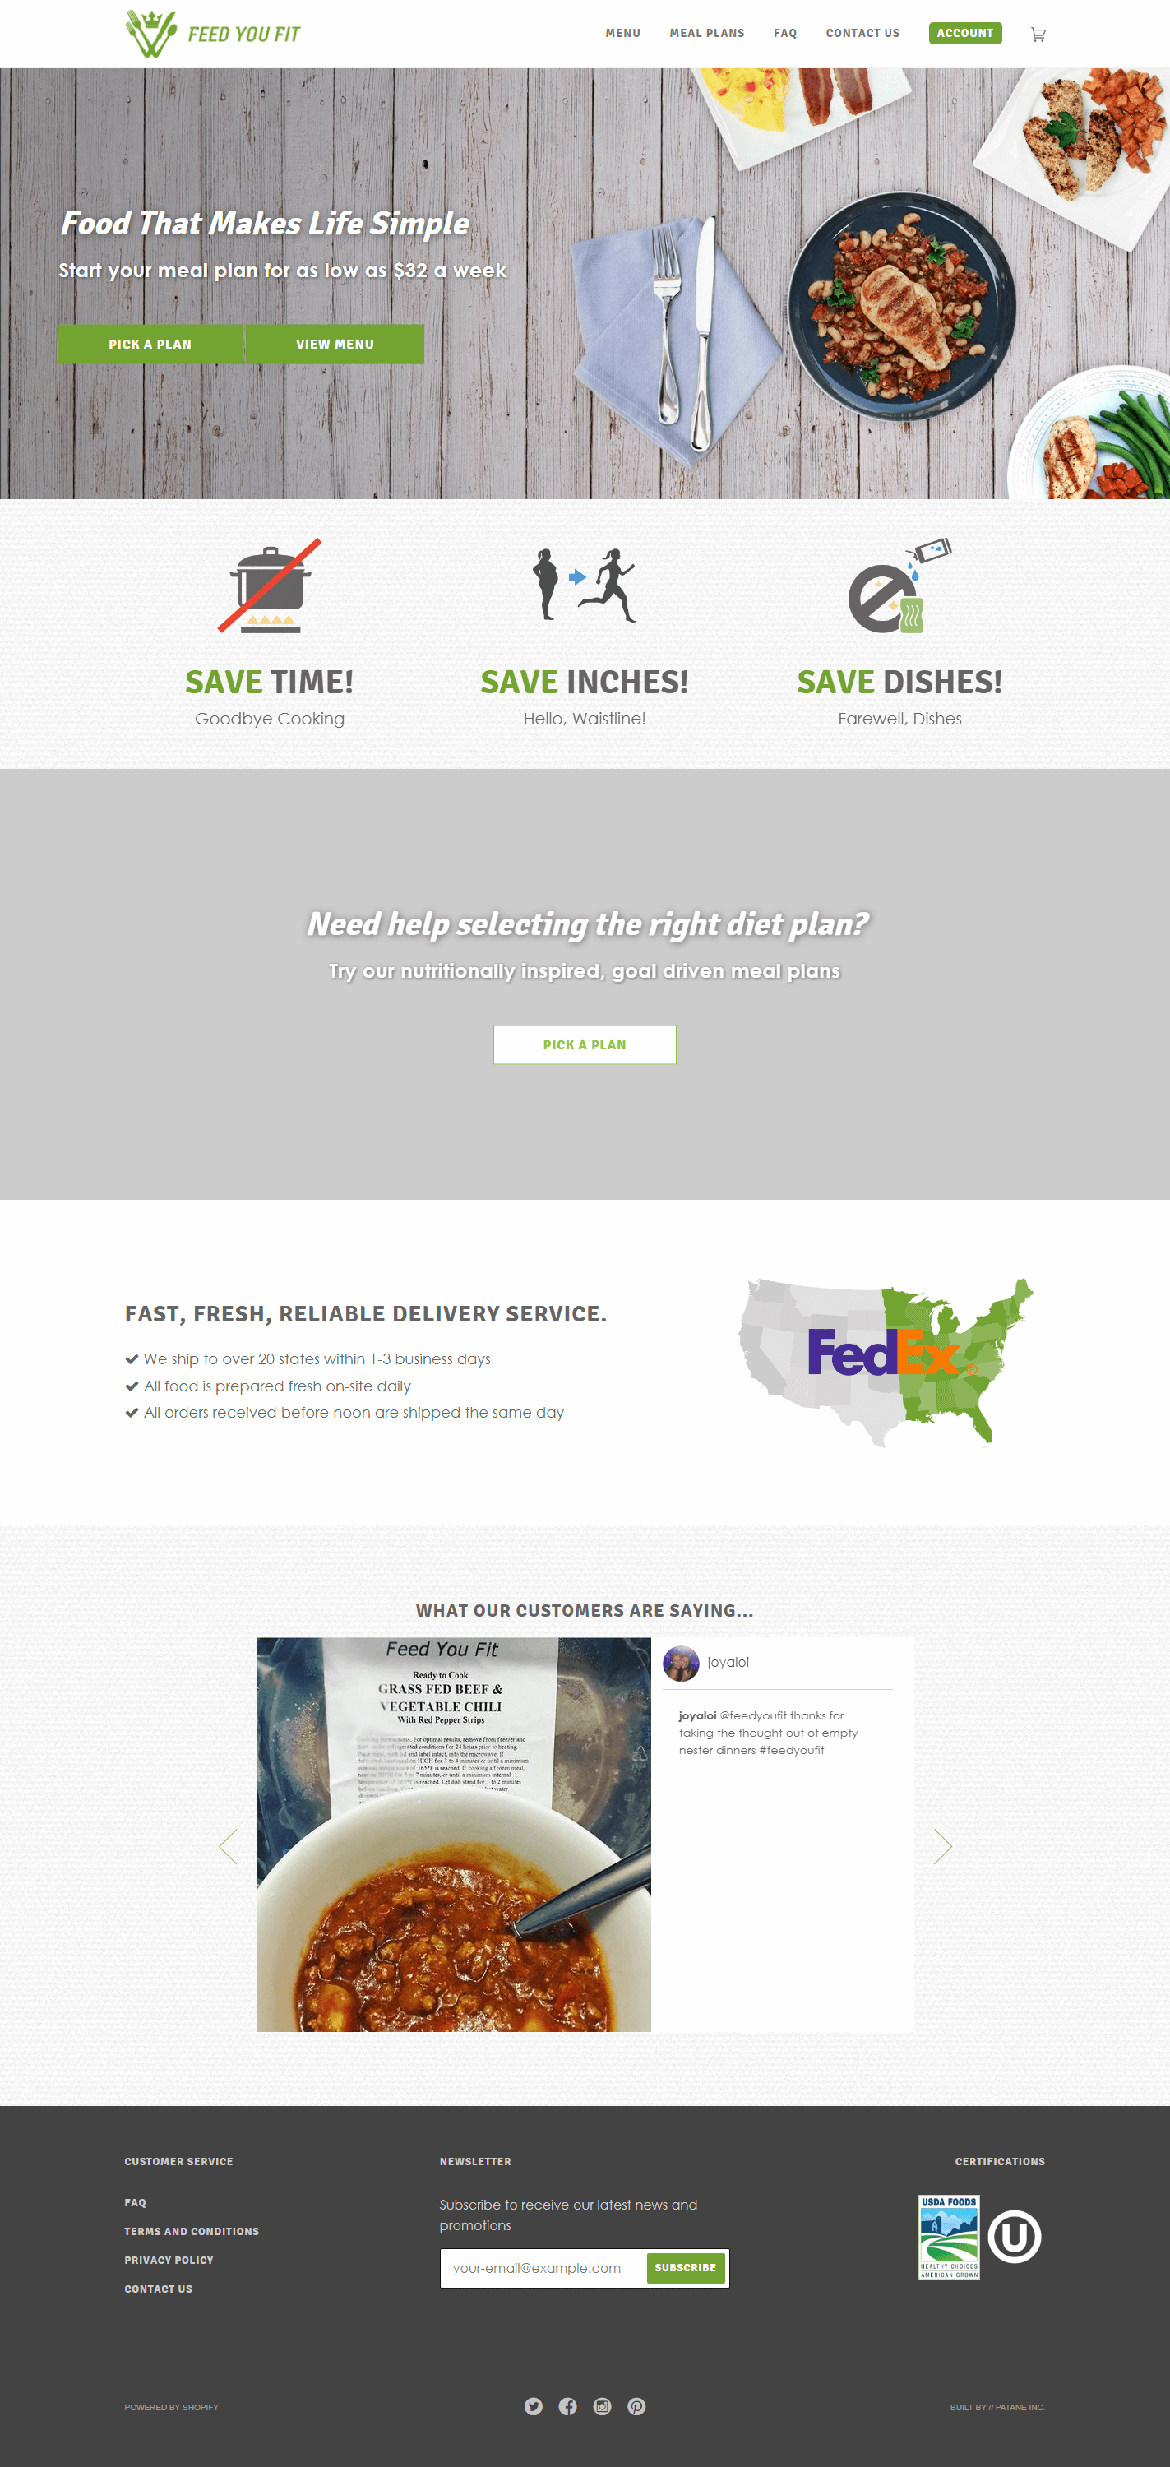 FEED YOU FIT
MENU
MEAL PLANS
FAQ
CONTACT US
ACCOUNT
Food That Makes Life Simple
Start your meal plan for as low as $32 a week
PICK A PLAN
VIEW MENU
SAVE TIME!
Goodbye Cooking
SAVE INCHES!
Hello, Waistline!
SAVE DISHES!
Farewell, Dishes
Need help selecting the right diet plan?
Try our nutritionally inspired, goal driven meal plans
PICK A PLAN
FAST, FRESH, RELIABLE DELIVERY SERVICE.
We ship to over 20 states within 1-3 business days
All food is prepared fresh on-site daily
All orders received before noon are shipped the same day
FedEx
WHAT OUR CUSTOMERS ARE SAYING...
Feed You Fit
Ready to Cook
GRASS FED BEEF &
VEGETABLE CHILI
With Red Pepper Strips
joyaloi
joyaloi @feedyoufit thanks for
taking the thought out of empty
nester dinners #feedyoufit
CUSTOMER SERVICE
FAQ
TERMS AND CONDITIONS
PRIVACY POLICY
CONTACT US
NEWSLETTER
Subscribe to receive our latest news and
promotions
your-email@example.com
SUBSCRIBE
CERTIFICATIONS
USDA FOODS
HEALTHY CHOICES
AMERICAN GROWN
U
POWERED BY SHOPIFY
BUILT BY // PATANE INC.